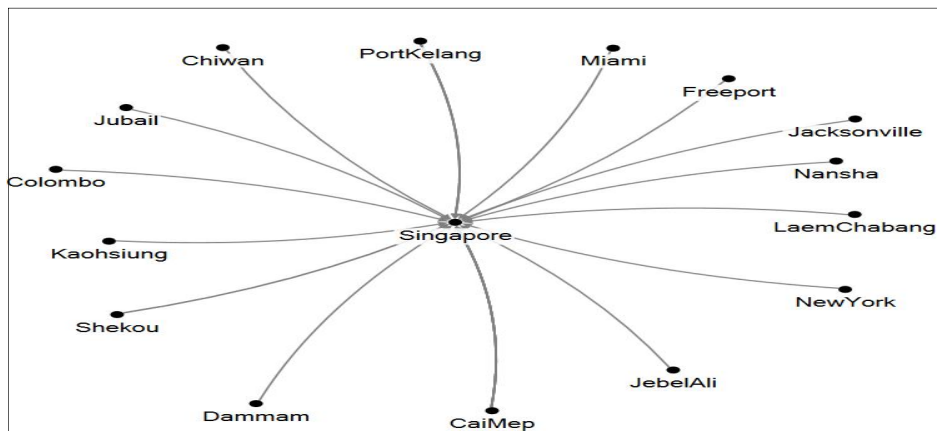 PortKelang
Chiwan
Miami
Freeport
Jubail
Jacksonville
Nansha
Colombo
LaemChabang
Singapore
Kaohsiung
NewYork
Shekou
JebelAli
Dammam
CaiMep